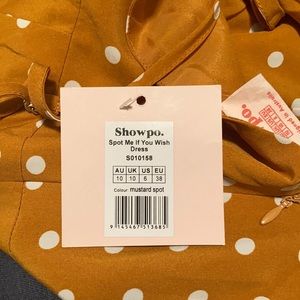 Showpo.
Spot Me If You Wish
Dress
S010158
AU UK US EU
10 10 6 38
Colour: mustard spot
9 145467 513685